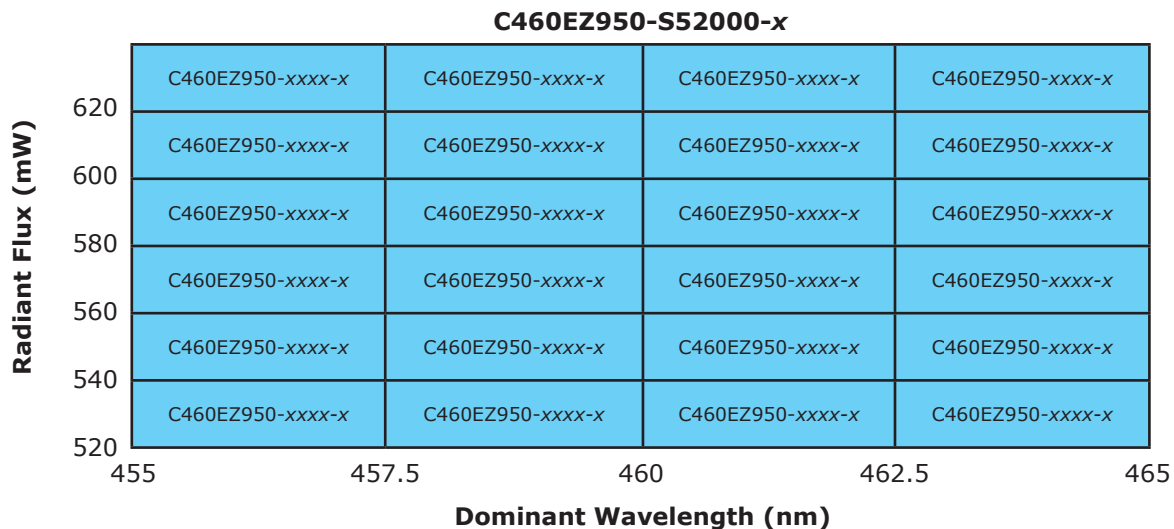 C460EZ950-S52000-x
C460EZ950-xxxx-x C460EZ950-xxxx-x C460EZ950-xxxx-x C460EZ950-xxxx-x
620
C460EZ950-xxxx-x C460EZ950-xxxx-x C460EZ950-xxxx-x C460EZ950-xxxx-x
600
C460EZ950-xxxx-x C460EZ950-xxxx-x C460EZ950-xxxx-x C460EZ950-xxxx-x
580
C460EZ950-xxxx-x C460EZ950-xxxx-x C460EZ950-xxxx-x C460EZ950-xxxx-x
560
C460EZ950-xxxx-x C460EZ950-xxxx-x C460EZ950-xxxx-x C460EZ950-xxxx-x
540
C460EZ950-xxxx-x C460EZ950-xxxx-x C460EZ950-xxxx-x C460EZ950-xxxx-x
520
Radiant Flux (mW)
455 457.5 460 462.5 465
Dominant Wavelength (nm)